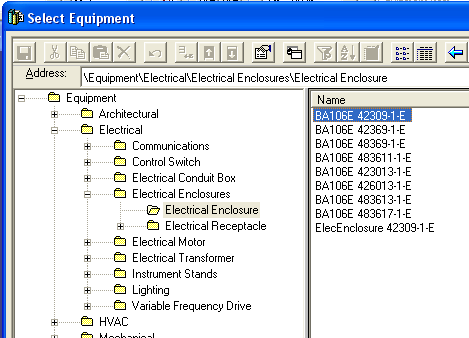 Select Equipment
Address: \Equipment\Electrical\Electrical Enclosures\Electrical Enclosure
Equipment
Architectural
Electrical
Communications
Control Switch
Electrical Conduit Box
Electrical Enclosures
Electrical Enclosure
Electrical Receptacle
Electrical Motor
Electrical Transformer
Instrument Stands
Lighting
Variable Frequency Drive
HVAC
Mechanical
Name
BA106E 42309-1-E
BA106E 42369-1-E
BA106E 48369-1-E
BA106E 483611-1-E
BA106E 423013-1-E
BA106E 426013-1-E
BA106E 483613-1-E
BA106E 483617-1-E
ElecEnclosure 42309-1-E